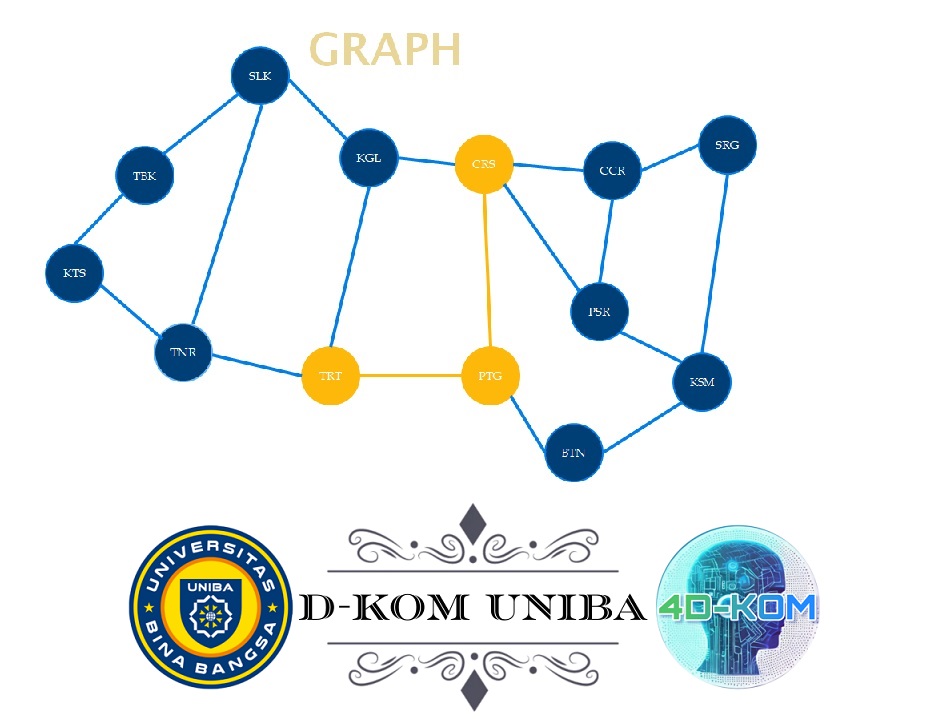 GRAPH
SLK
KGL
CRS
CCR
SRG
TBK
KTS
PSR
TNR
TRT
PTG
KSM
BTN
UNIVERSITAS
UNIBA
BINA BANGSA
D-KOM UNIBA
4D-KOM